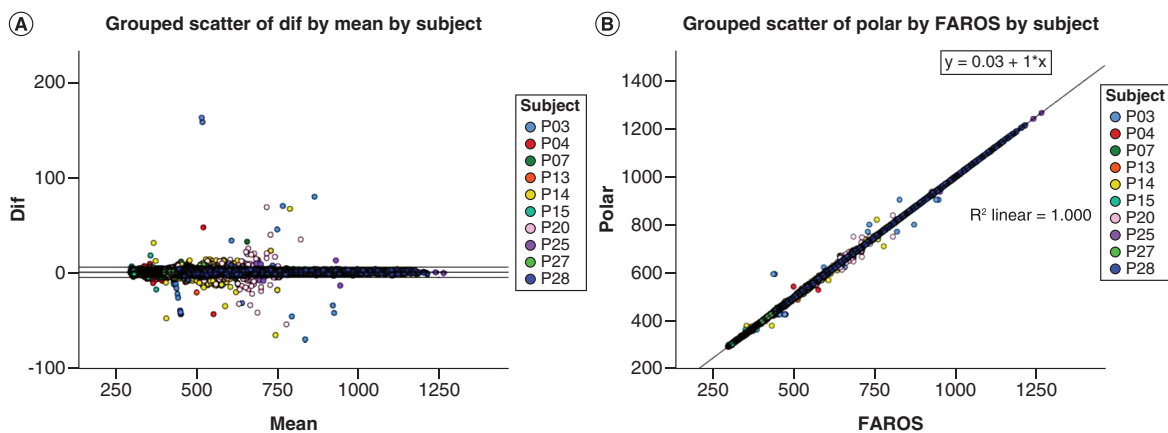 A
Grouped scatter of dif by mean by subject
Dif
200
100
0
-100
250
500
750
1000
1250
Mean
Subject
P03
P04
P07
P13
P14
P15
P20
P25
P27
P28
B
Grouped scatter of polar by FAROS by subject
y = 0.03 + 1*x
R² linear = 1.000
Polar
1400
1200
1000
800
600
400
200
250
500
750
1000
1250
FAROS
Subject
P03
P04
P07
P13
P14
P15
P20
P25
P27
P28